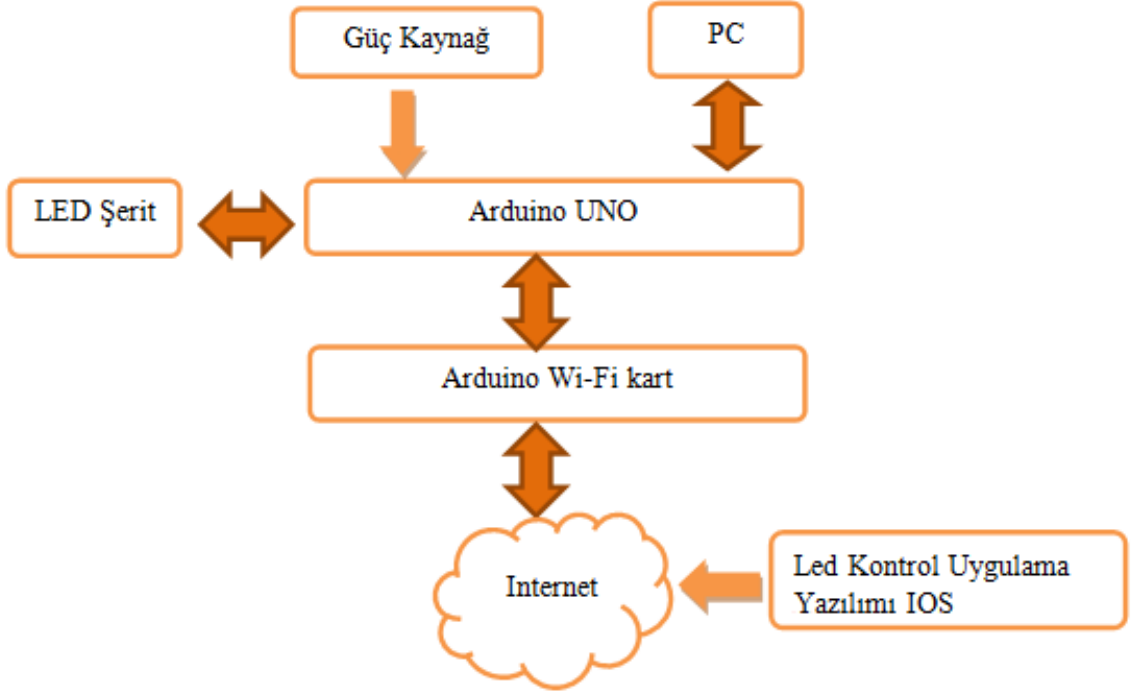 Güç Kaynağ
PC
LED Şerit
Arduino UNO
Arduino Wi-Fi kart
Internet
Led Kontrol Uygulama
Yazılımı IOS